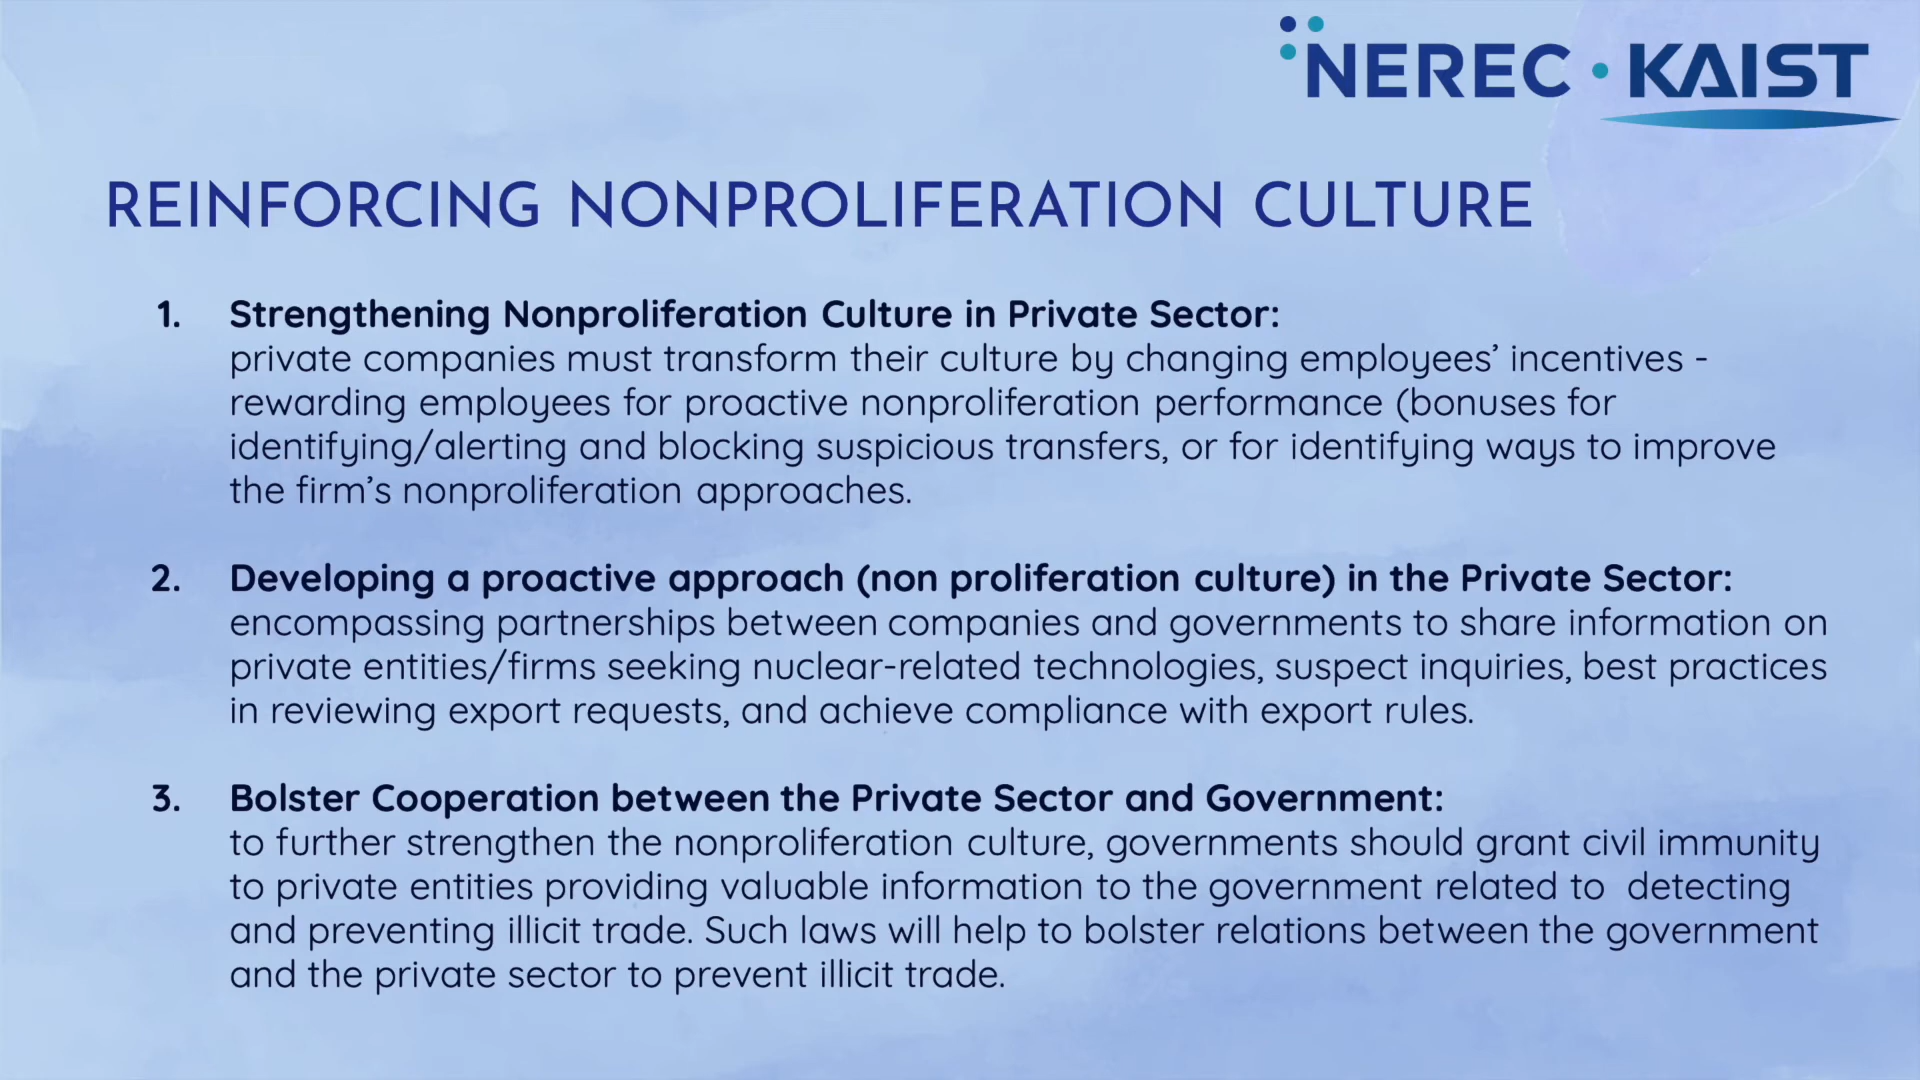 NEREC · KAIST
REINFORCING NONPROLIFERATION CULTURE
1. Strengthening Nonproliferation Culture in Private Sector:
private companies must transform their culture by changing employees’ incentives -
rewarding employees for proactive nonproliferation performance (bonuses for
identifying/alerting and blocking suspicious transfers, or for identifying ways to improve
the firm’s nonproliferation approaches.
2. Developing a proactive approach (non proliferation culture) in the Private Sector:
encompassing partnerships between companies and governments to share information on
private entities/firms seeking nuclear-related technologies, suspect inquiries, best practices
in reviewing export requests, and achieve compliance with export rules.
3. Bolster Cooperation between the Private Sector and Government:
to further strengthen the nonproliferation culture, governments should grant civil immunity
to private entities providing valuable information to the government related to  detecting
and preventing illicit trade. Such laws will help to bolster relations between the government
and the private sector to prevent illicit trade.